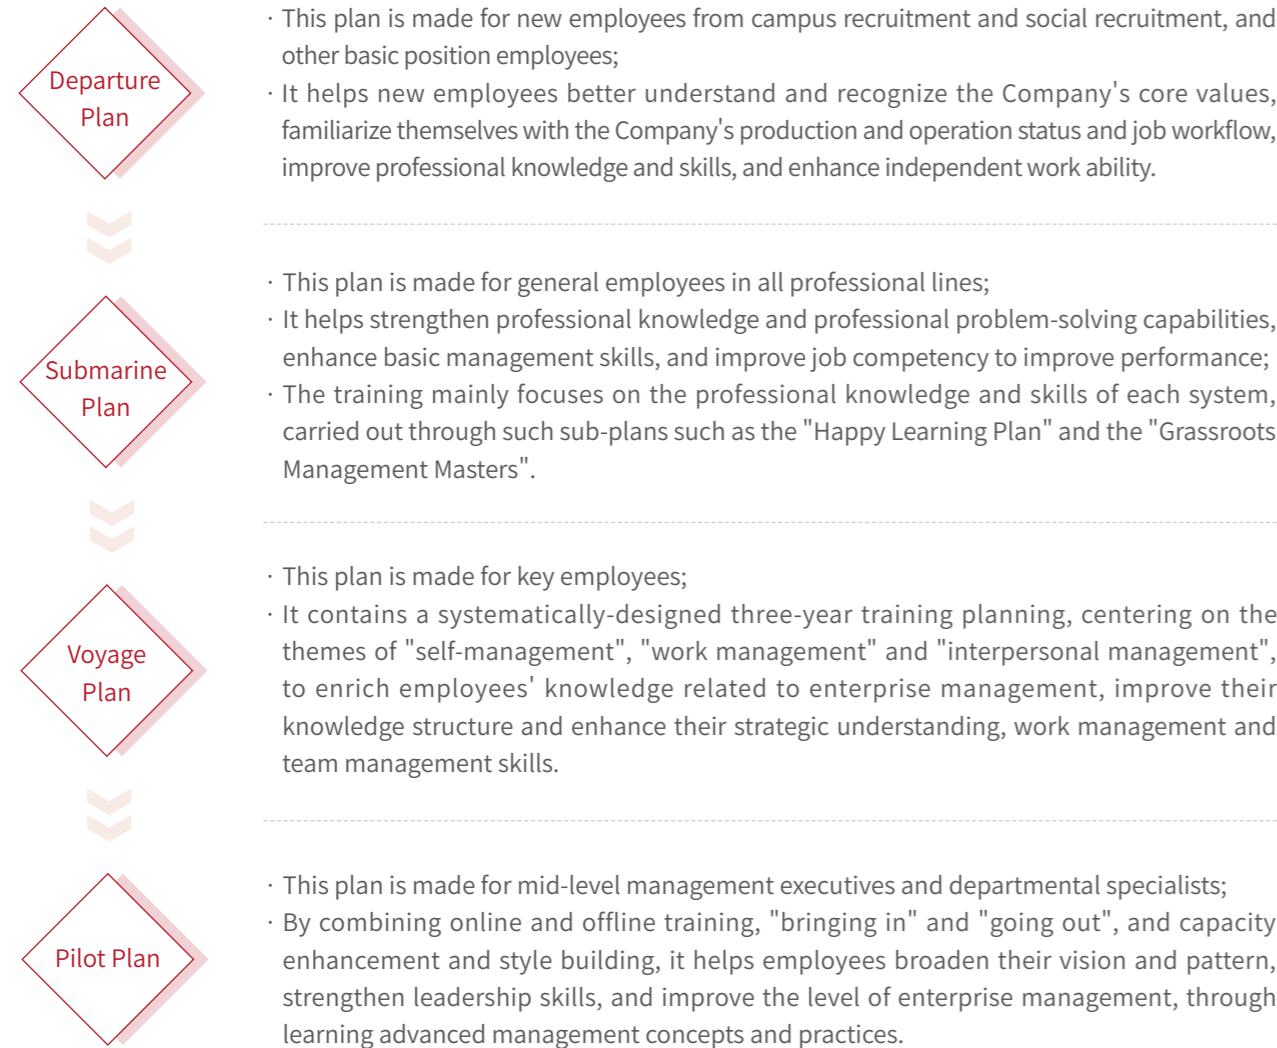 Departure
Plan
· This plan is made for new employees from campus recruitment and social recruitment, and
other basic position employees;
· It helps new employees better understand and recognize the Company's core values,
familiarize themselves with the Company's production and operation status and job workflow,
improve professional knowledge and skills, and enhance independent work ability.
Submarine
Plan
· This plan is made for general employees in all professional lines;
· It helps strengthen professional knowledge and professional problem-solving capabilities,
enhance basic management skills, and improve job competency to improve performance;
· The training mainly focuses on the professional knowledge and skills of each system,
carried out through such sub-plans such as the "Happy Learning Plan" and the "Grassroots
Management Masters".
Voyage
Plan
· This plan is made for key employees;
· It contains a systematically-designed three-year training planning, centering on the
themes of "self-management", "work management" and "interpersonal management",
to enrich employees' knowledge related to enterprise management, improve their
knowledge structure and enhance their strategic understanding, work management and
team management skills.
Pilot Plan
· This plan is made for mid-level management executives and departmental specialists;
· By combining online and offline training, "bringing in" and "going out", and capacity
enhancement and style building, it helps employees broaden their vision and pattern,
strengthen leadership skills, and improve the level of enterprise management, through
learning advanced management concepts and practices.